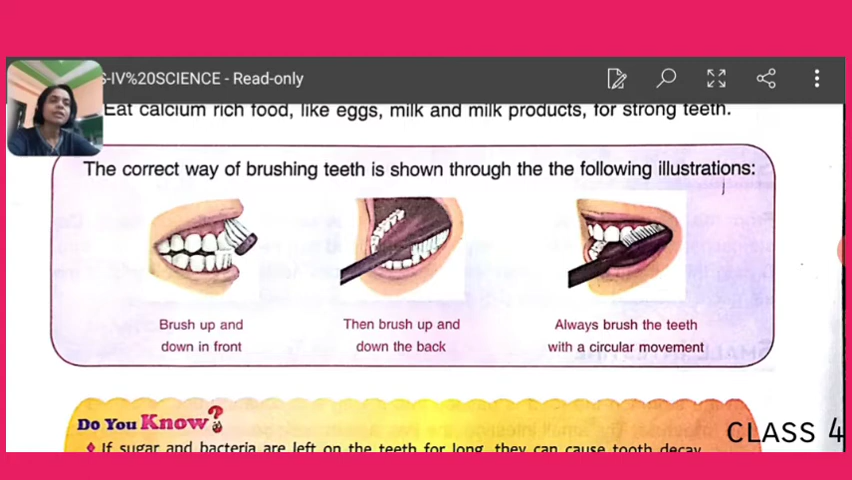 S-IV%20SCIENCE - Read-only
Eat calcium rich food, like eggs, milk and milk products, for strong teeth.
The correct way of brushing teeth is shown through the the following illustrations:
Brush up and
down in front
Then brush up and
down the back
Always brush the teeth
with a circular movement
Do You Know?
If sugar and bacteria are left on the teeth for long, they can cause tooth decay.
CLASS 4